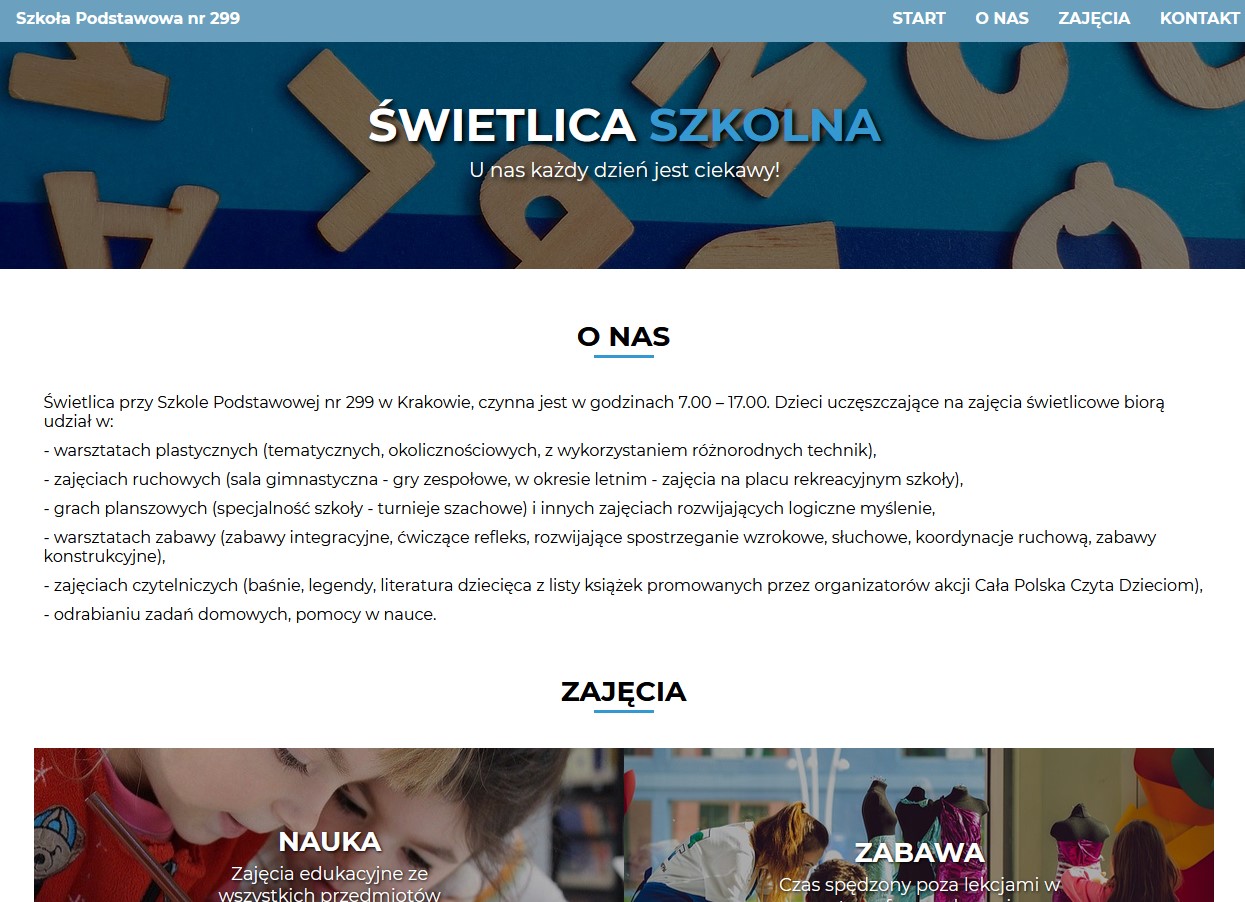 Szkoła Podstawowa nr 299
START O NAS ZAJĘCIA KONTAKT
ŚWIETLICA SZKOLNA
U nas każdy dzień jest ciekawy!
O NAS
Świetlica przy Szkole Podstawowej nr 299 w Krakowie, czynna jest w godzinach 7.00 – 17.00. Dzieci uczęszczające na zajęcia świetlicowe biorą
udział w:
- warsztatach plastycznych (tematycznych, okolicznościowych, z wykorzystaniem różnorodnych technik),
- zajęciach ruchowych (sala gimnastyczna - gry zespołowe, w okresie letnim - zajęcia na placu rekreacyjnym szkoły),
- grach planszowych (specjalność szkoły - turnieje szachowe) i innych zajęciach rozwijających logiczne myślenie,
- warsztatach zabawy (zabawy integracyjne, ćwiczące refleks, rozwijające spostrzeganie wzrokowe, słuchowe, koordynacje ruchową, zabawy
konstrukcyjne),
- zajęciach czytelniczych (baśnie, legendy, literatura dziecięca z listy książek promowanych przez organizatorów akcji Cała Polska Czyta Dzieciom),
- odrabianiu zadań domowych, pomocy w nauce.
ZAJĘCIA
NAUKA
Zajęcia edukacyjne ze
wszystkich przedmiotów
ZABAWA
Czas spędzony poza lekcjami w